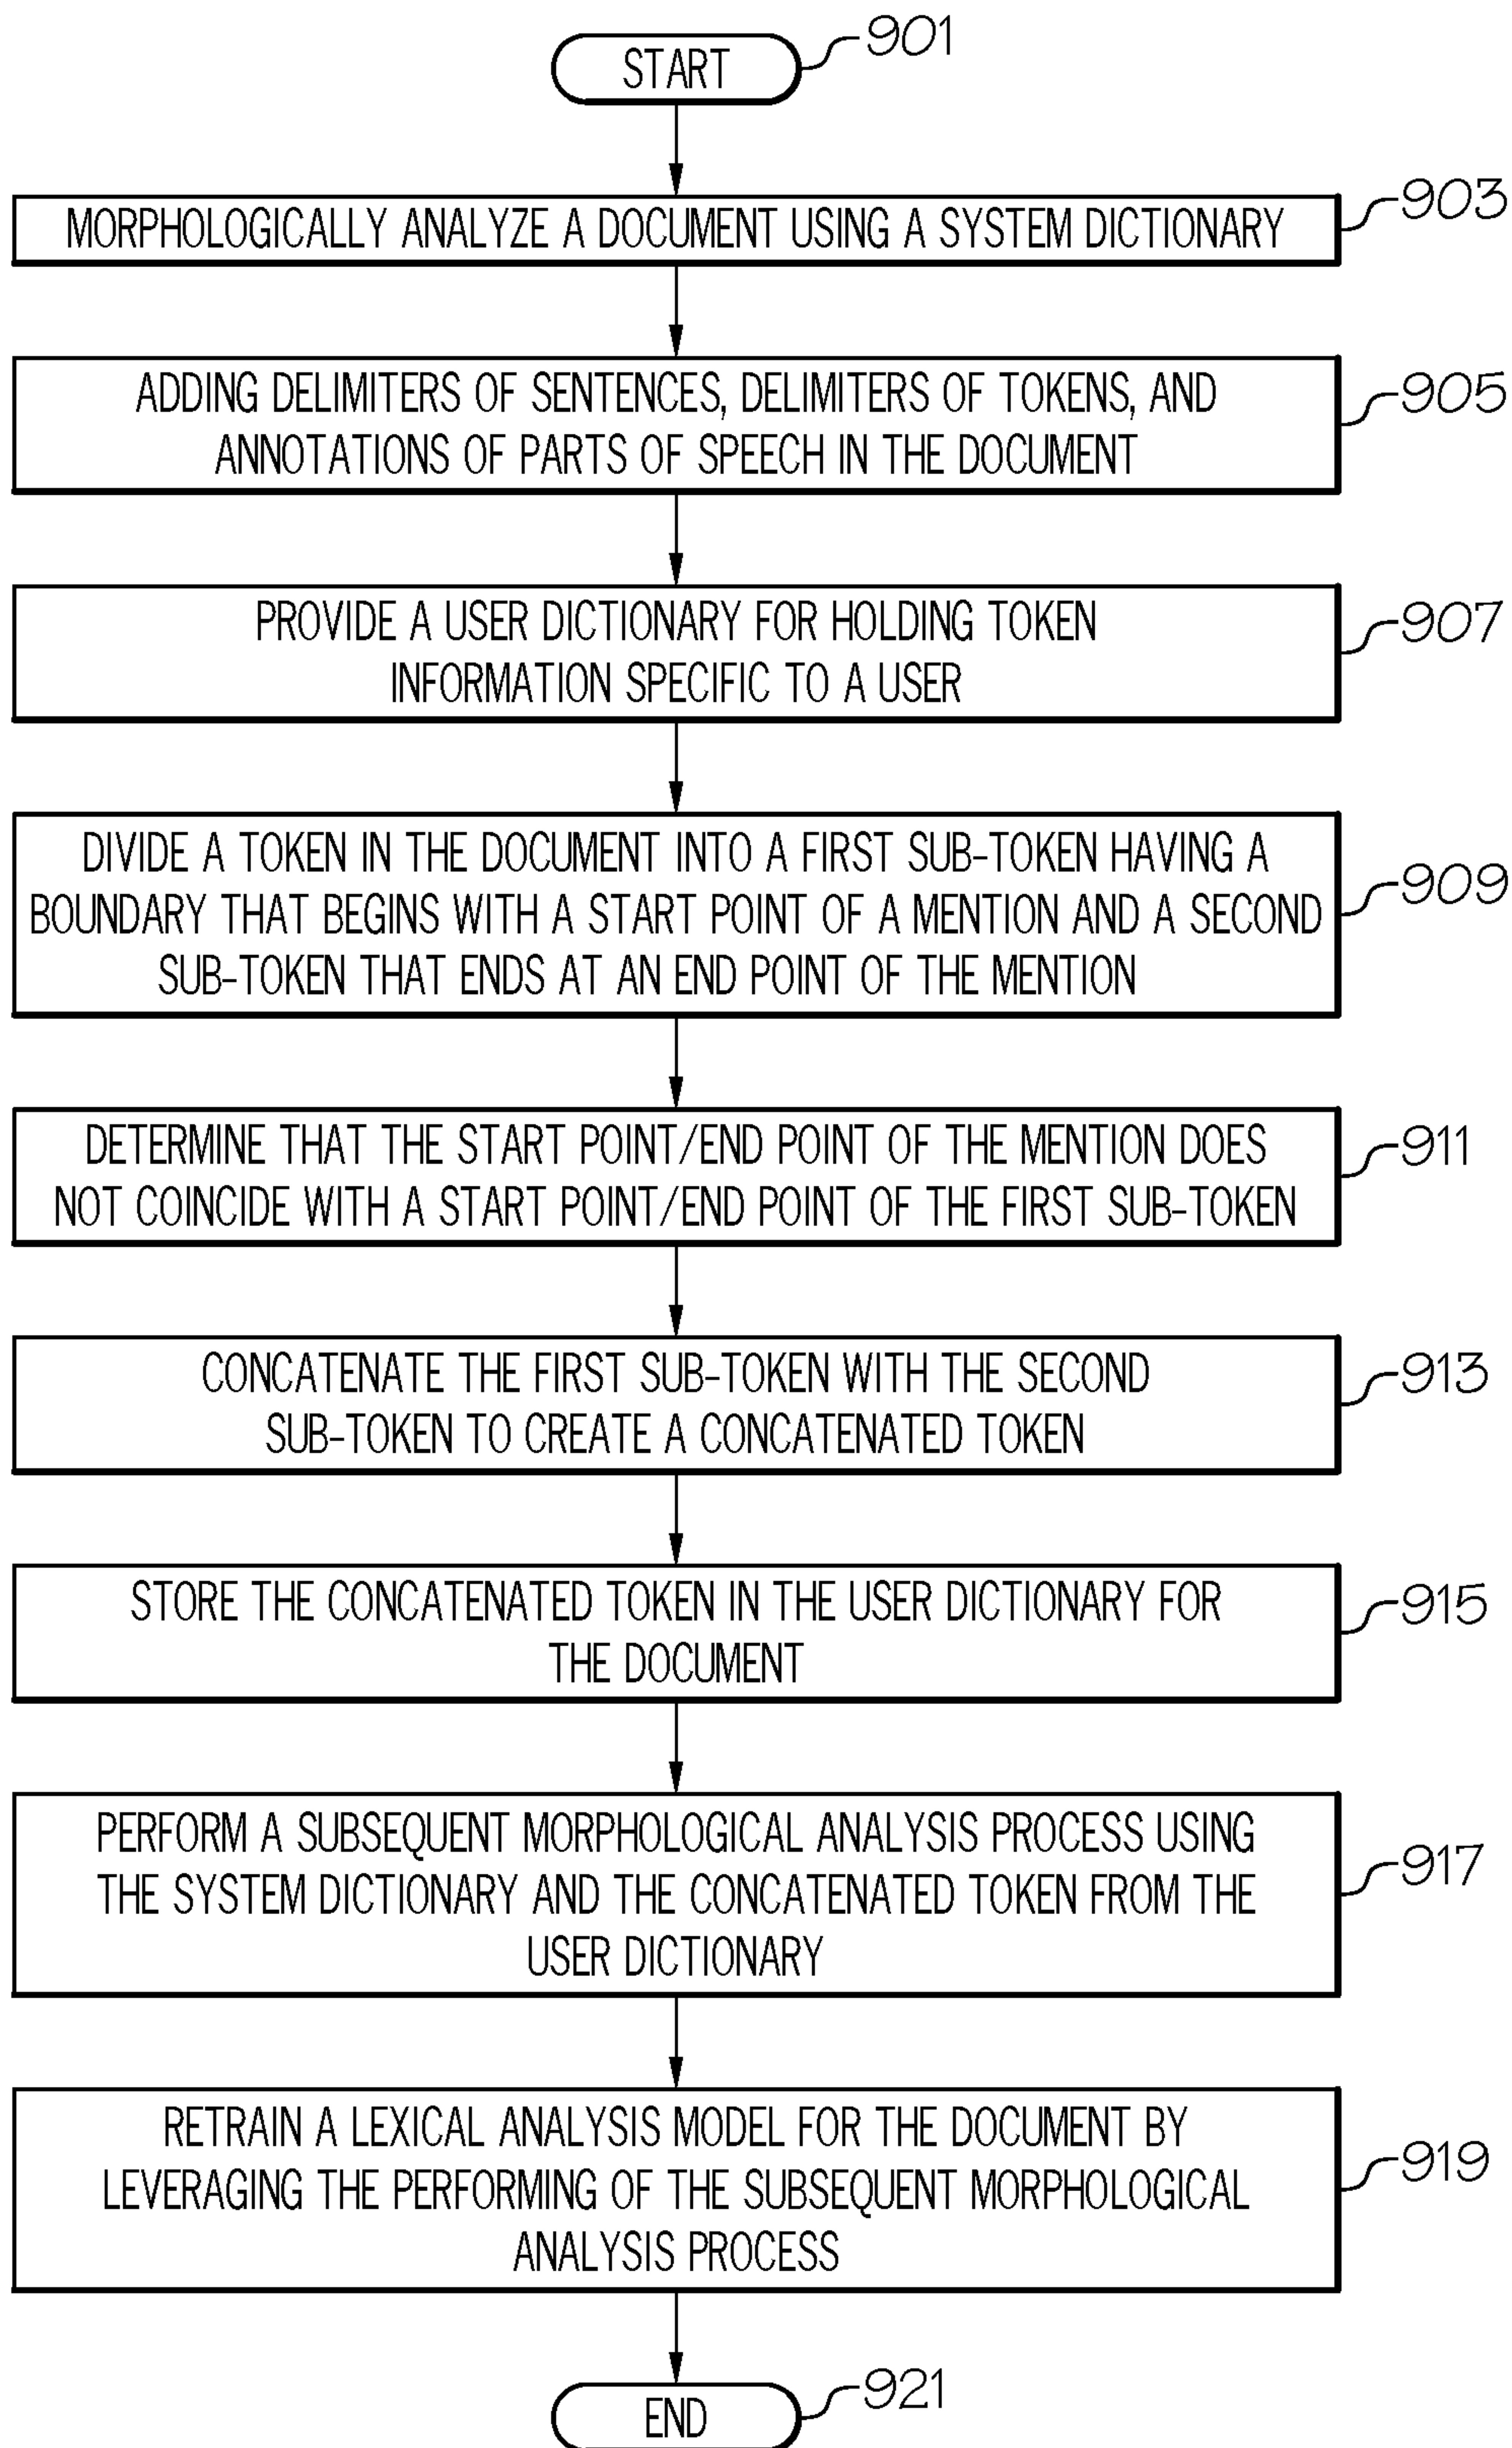 START
901
MORPHOLOGICALLY ANALYZE A DOCUMENT USING A SYSTEM DICTIONARY
903
ADDING DELIMITERS OF SENTENCES, DELIMITERS OF TOKENS, AND
ANNOTATIONS OF PARTS OF SPEECH IN THE DOCUMENT
905
PROVIDE A USER DICTIONARY FOR HOLDING TOKEN
INFORMATION SPECIFIC TO A USER
907
DIVIDE A TOKEN IN THE DOCUMENT INTO A FIRST SUB-TOKEN HAVING A
BOUNDARY THAT BEGINS WITH A START POINT OF A MENTION AND A SECOND
SUB-TOKEN THAT ENDS AT AN END POINT OF THE MENTION
909
DETERMINE THAT THE START POINT/END POINT OF THE MENTION DOES
NOT COINCIDE WITH A START POINT/END POINT OF THE FIRST SUB-TOKEN
911
CONCATENATE THE FIRST SUB-TOKEN WITH THE SECOND
SUB-TOKEN TO CREATE A CONCATENATED TOKEN
913
STORE THE CONCATENATED TOKEN IN THE USER DICTIONARY FOR
THE DOCUMENT
915
PERFORM A SUBSEQUENT MORPHOLOGICAL ANALYSIS PROCESS USING
THE SYSTEM DICTIONARY AND THE CONCATENATED TOKEN FROM THE
USER DICTIONARY
917
RETRAIN A LEXICAL ANALYSIS MODEL FOR THE DOCUMENT BY
LEVERAGING THE PERFORMING OF THE SUBSEQUENT MORPHOLOGICAL
ANALYSIS PROCESS
919
END
921